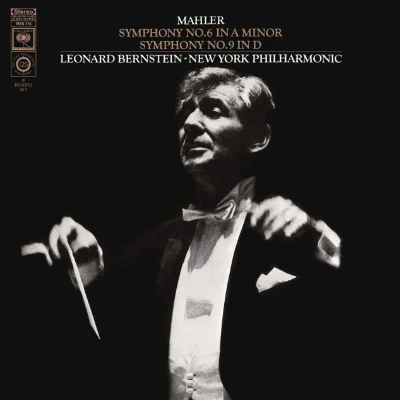 MAHLER
SYMPHONY NO.6 IN A MINOR
SYMPHONY NO.9 IN D
LEONARD BERNSTEIN·NEW YORK PHILHARMONIC
Stereo